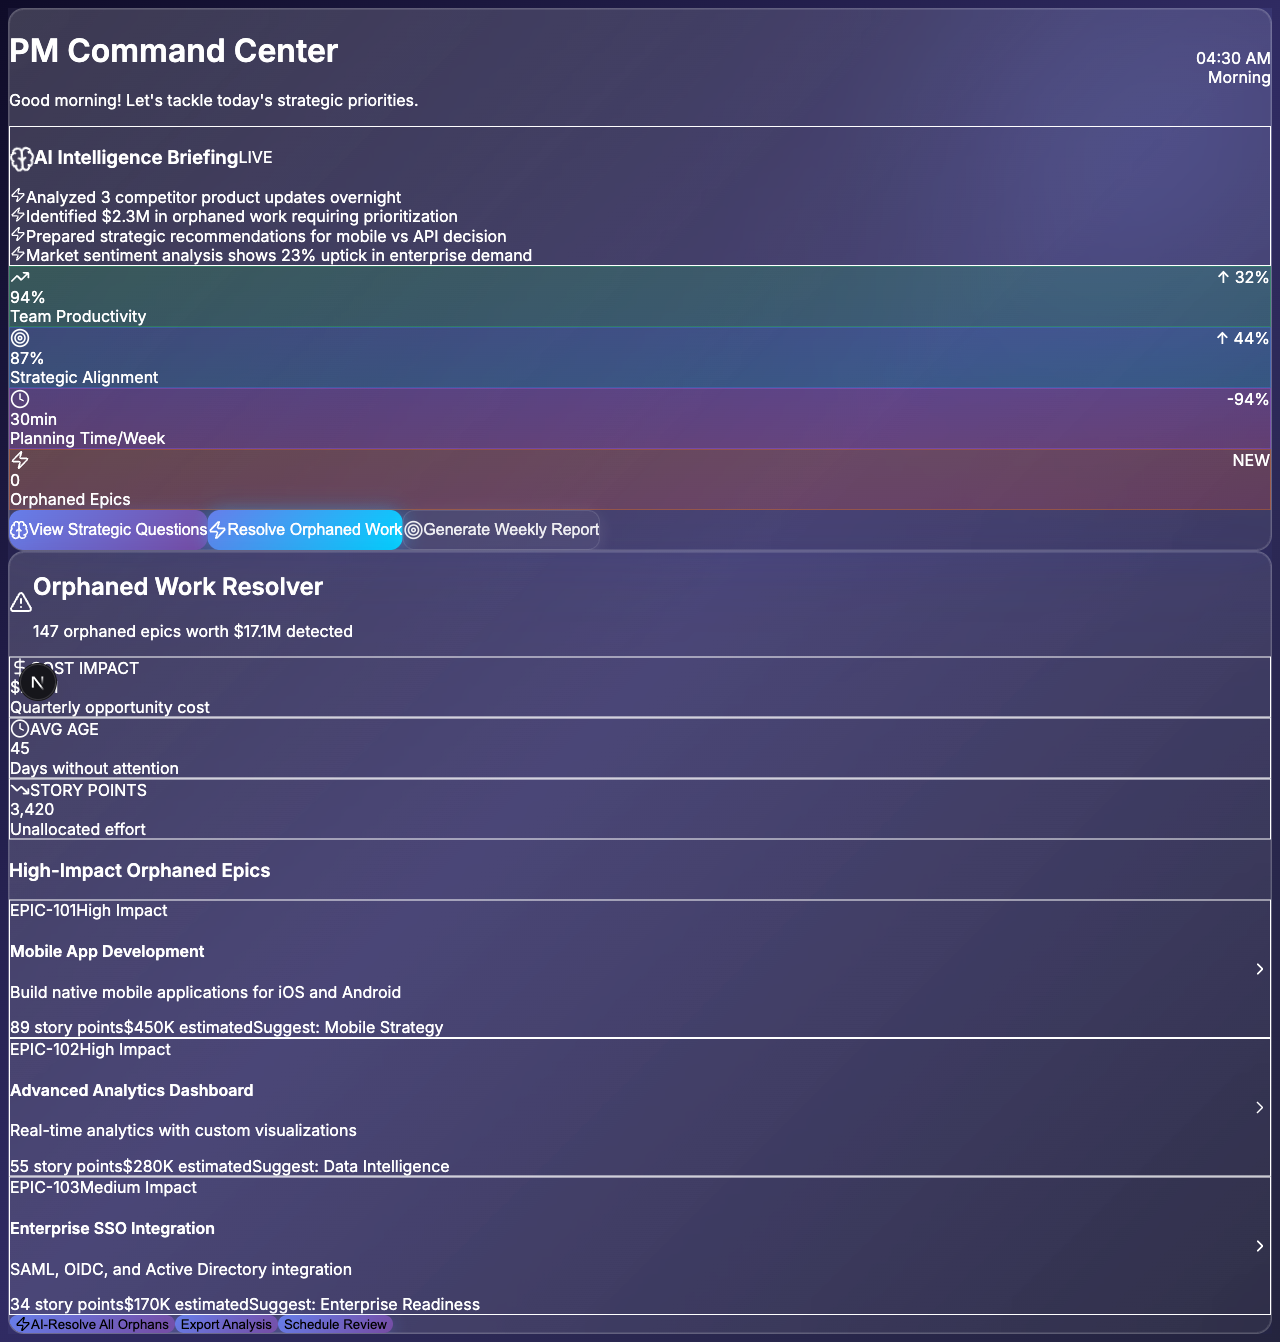 PM Command Center
04:30 AM
Morning
Good morning! Let's tackle today's strategic priorities.
AI Intelligence BriefingLIVE
Analyzed 3 competitor product updates overnight
Identified $2.3M in orphaned work requiring prioritization
Prepared strategic recommendations for mobile vs API decision
Market sentiment analysis shows 23% uptick in enterprise demand
↑ 32%
94%
Team Productivity
↑ 44%
87%
Strategic Alignment
-94%
30min
Planning Time/Week
NEW
0
Orphaned Epics
View Strategic Questions Resolve Orphaned Work Generate Weekly Report
Orphaned Work Resolver
147 orphaned epics worth $17.1M detected
IMPACT
N
Quarterly opportunity cost
AVG AGE
45
Days without attention
STORY POINTS
3,420
Unallocated effort
High-Impact Orphaned Epics
EPIC-101High Impact
Mobile App Development
Build native mobile applications for iOS and Android
89 story points$450K estimatedSuggest: Mobile Strategy
EPIC-102High Impact
Advanced Analytics Dashboard
Real-time analytics with custom visualizations
55 story points$280K estimatedSuggest: Data Intelligence
EPIC-103Medium Impact
Enterprise SSO Integration
SAML, OIDC, and Active Directory integration
34 story points$170K estimatedSuggest: Enterprise Readiness
AI-Resolve All Orphans Export Analysis Schedule Review